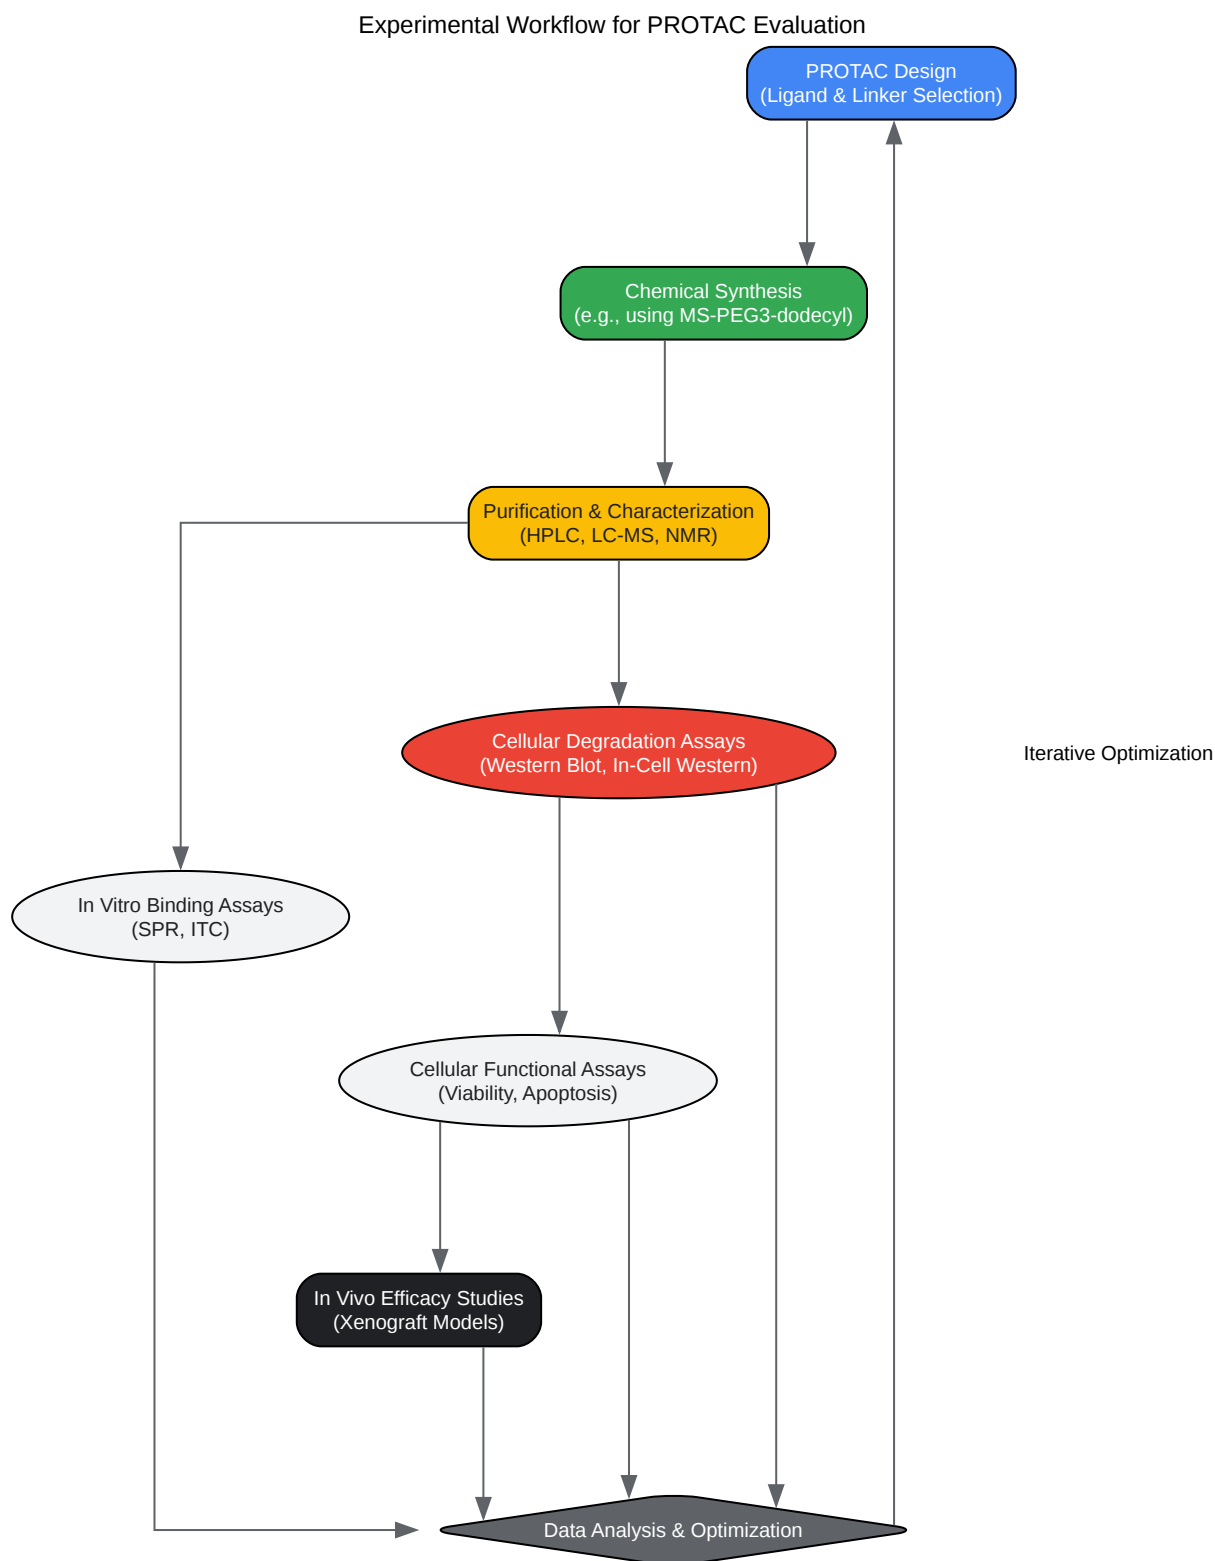 Experimental Workflow for PROTAC Evaluation
PROTAC Design
(Ligand & Linker Selection)
Chemical Synthesis
(e.g., using MS-PEG3-dodecyl)
Purification & Characterization
(HPLC, LC-MS, NMR)
Cellular Degradation Assays
(Western Blot, In-Cell Western)
Iterative Optimization
In Vitro Binding Assays
(SPR, ITC)
Cellular Functional Assays
(Viability, Apoptosis)
In Vivo Efficacy Studies
(Xenograft Models)
Data Analysis & Optimization